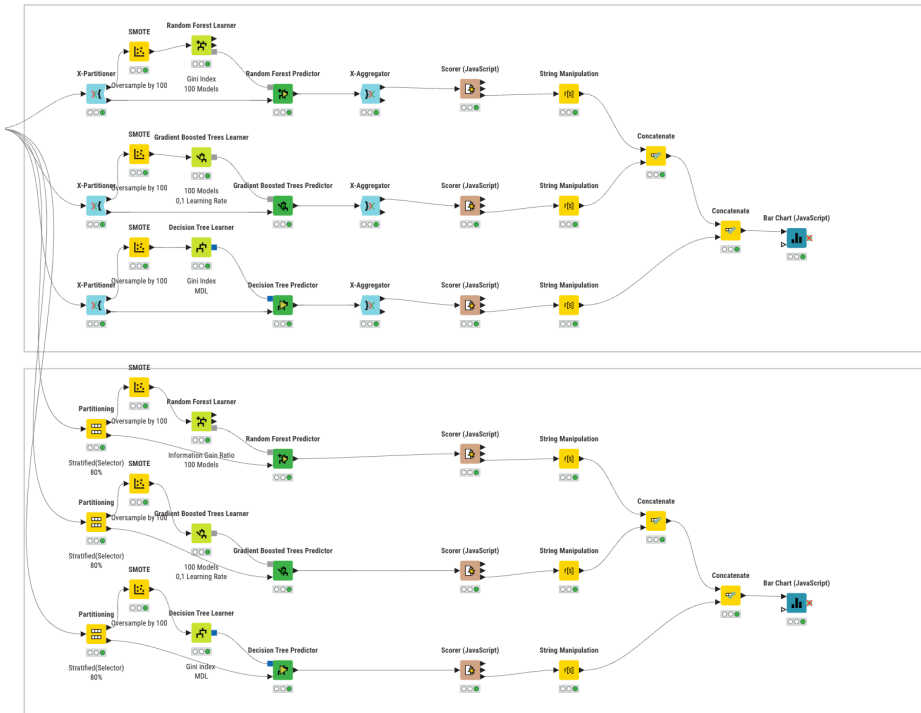 Random Forest Learner
SMOTE
Gini Index
100 Models
X-Partitioner
Oversample by 100
Random Forest Predictor
X-Aggregator
Scorer (JavaScript)
String Manipulation
SMOTE
Gradient Boosted Trees Learner
Concatenate
X-Partitioner
Oversample by 100
100 Models
0,1 Learning Rate
Gradient Boosted Trees Predictor
X-Aggregator
Scorer (JavaScript)
String Manipulation
SMOTE
Decision Tree Learner
Concatenate
Bar Chart (JavaScript)
X-Partitioner
Oversample by 100
Gini Index
MDL
Decision Tree Predictor
X-Aggregator
Scorer (JavaScript)
String Manipulation
SMOTE
Random Forest Learner
Partitioning
Oversample by 100
Stratified(Selector)
80%
Information Gain Ratio
100 Models
Random Forest Predictor
Scorer (JavaScript)
String Manipulation
SMOTE
Gradient Boosted Trees Learner
Concatenate
Partitioning
Oversample by 100
Stratified(Selector)
80%
100 Models
0,1 Learning Rate
Gradient Boosted Trees Predictor
Scorer (JavaScript)
String Manipulation
SMOTE
Decision Tree Learner
Concatenate
Bar Chart (JavaScript)
Partitioning
Oversample by 100
Stratified(Selector)
80%
Gini Index
MDL
Decision Tree Predictor
Scorer (JavaScript)
String Manipulation